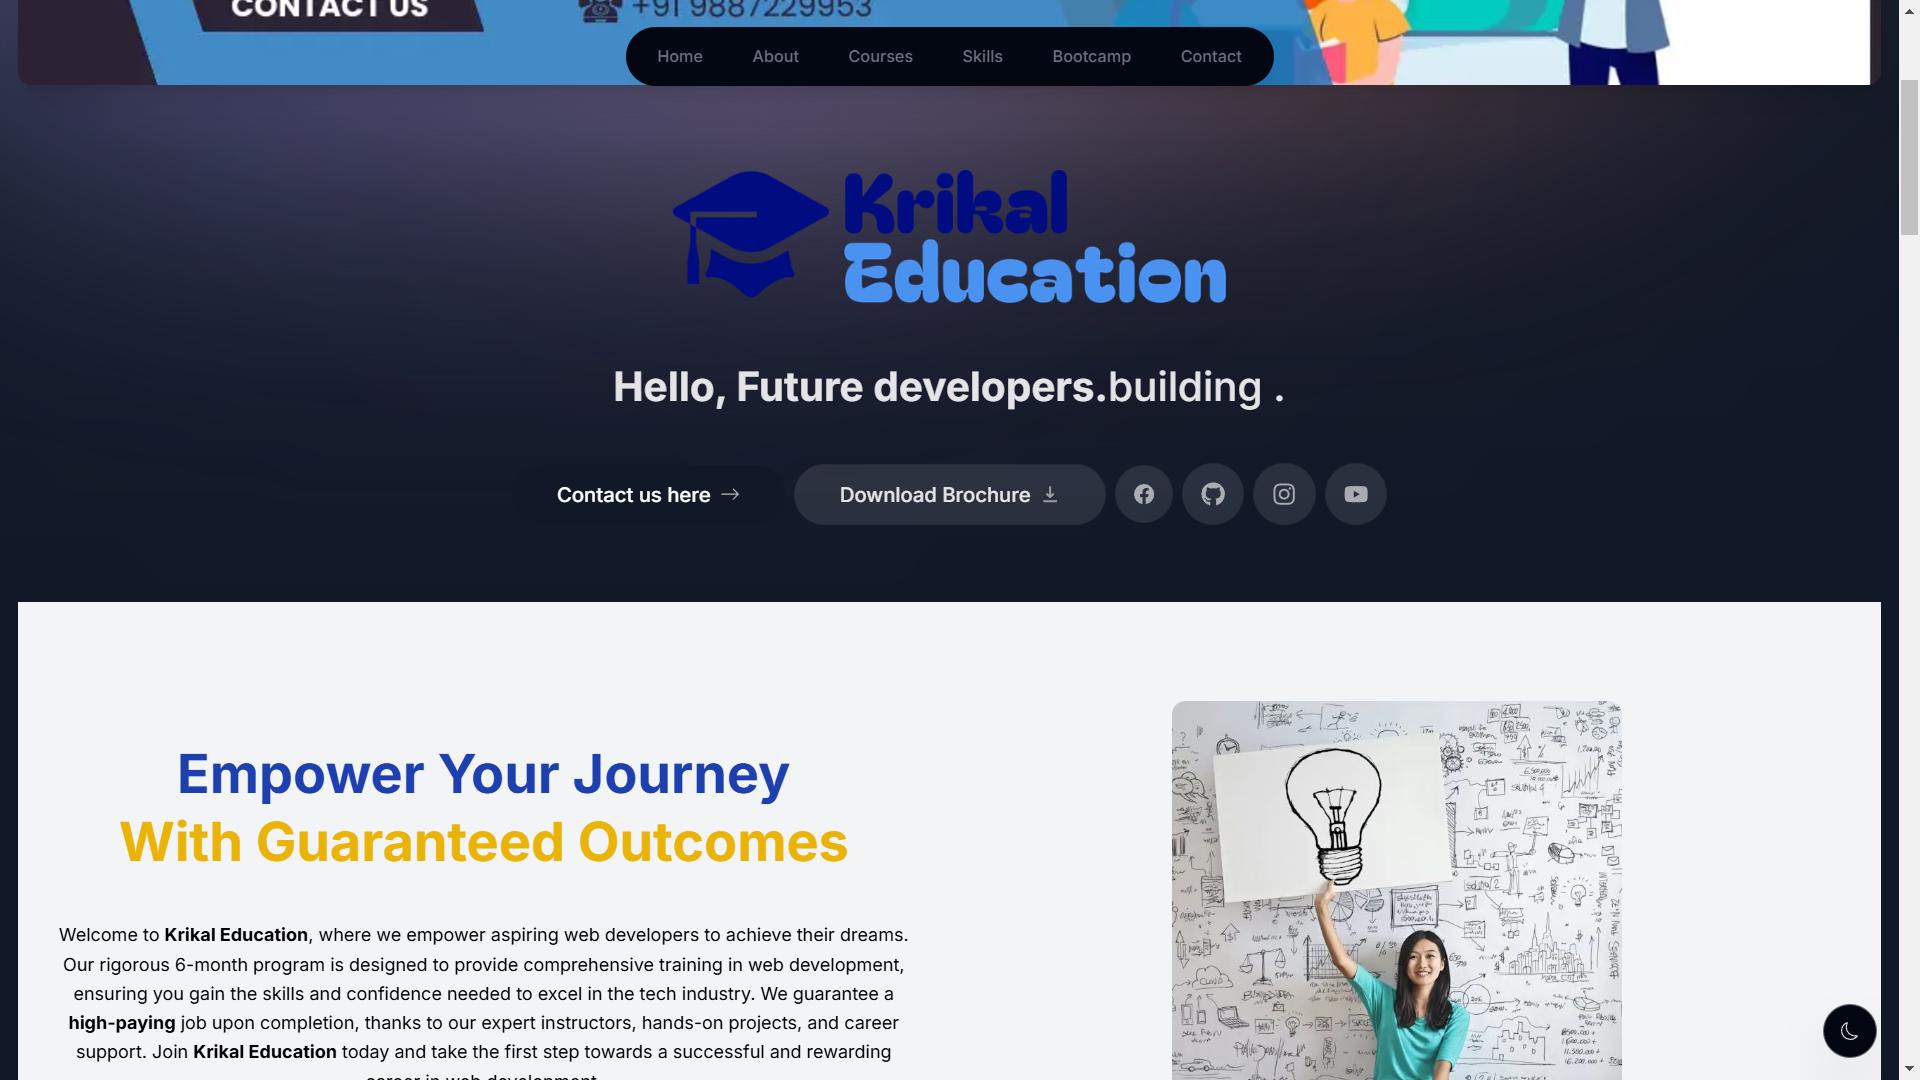 CONTACT US
+91 9887229953
Home About Courses Skills Bootcamp Contact
Krikal
Education
Hello, Future developers.building .
Contact us here
Download Brochure
Empower Your Journey
With Guaranteed Outcomes
Welcome to Krikal Education, where we empower aspiring web developers to achieve their dreams.
Our rigorous 6-month program is designed to provide comprehensive training in web development,
ensuring you gain the skills and confidence needed to excel in the tech industry. We guarantee a
high-paying job upon completion, thanks to our expert instructors, hands-on projects, and career
support. Join Krikal Education today and take the first step towards a successful and rewarding
career in web development.
CLOUD